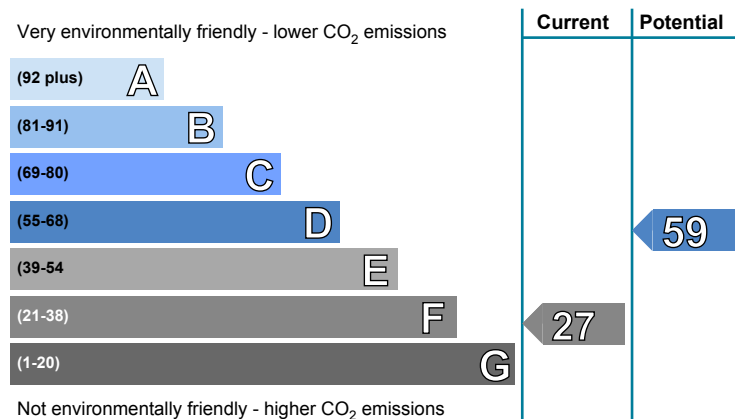 Current Potential
Very environmentally friendly - lower CO2 emissions
(92 plus) A
(81-91) B
(69-80) C
(55-68) D
59
(39-54 E
(21-38) F
27
(1-20) G
Not environmentally friendly - higher CO2 emissions